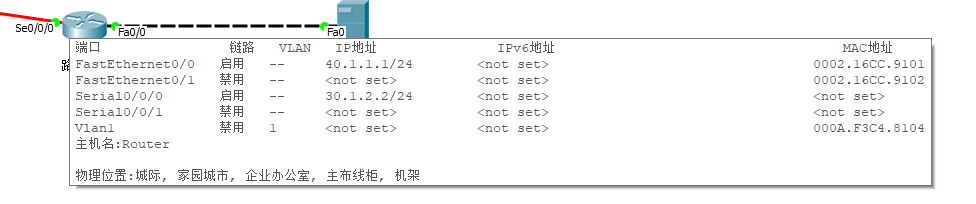 Se0/0/0 Fa0/0 Fa0
端口 链路 VLAN IP地址 IPv6地址 MAC地址
FastEthernet0/0 启用 -- 40.1.1.1/24 <not set> 0002.16CC.9101
FastEthernet0/1 禁用 -- <not set> <not set> 0002.16CC.9102
Serial0/0/0 启用 -- 30.1.2.2/24 <not set> <not set>
Serial0/0/1 禁用 -- <not set> <not set> <not set>
Vlan1 禁用 1 <not set> <not set> 000A.F3C4.8104
主机名:Router
物理位置:城际, 家园城市, 企业办公室, 主布线柜, 机架